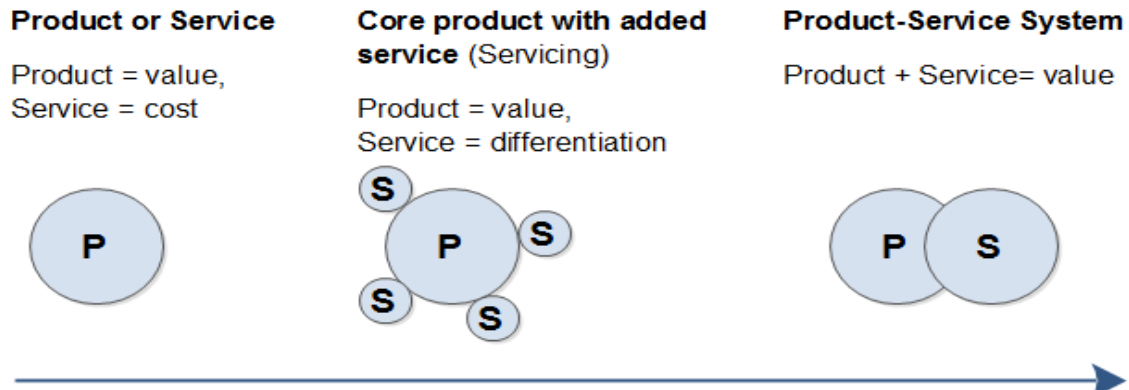 Product or Service
Product = value,
Service = cost
Core product with added
service (Servicing)
Product = value,
Service = differentiation
Product-Service System
Product + Service= value
P
S
P
S
S
S
P
S